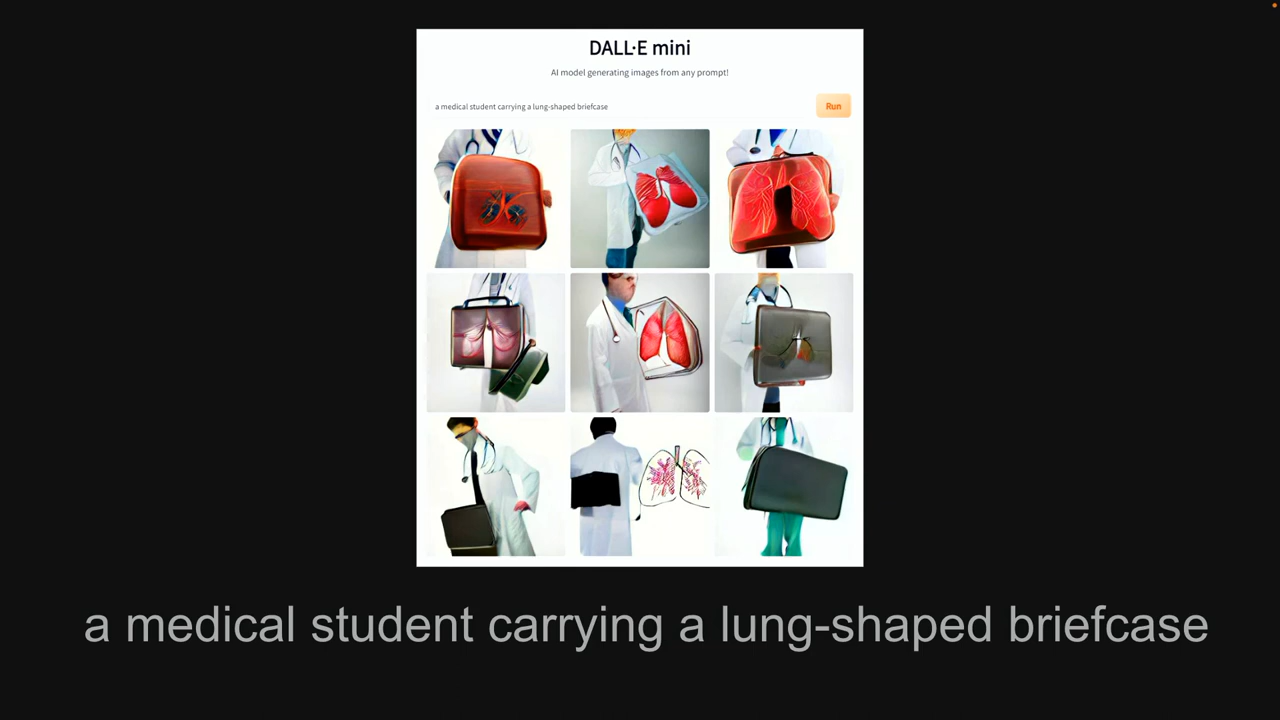 DALL·E mini
AI model generating images from any prompt!
a medical student carrying a lung-shaped briefcase
Run
a medical student carrying a lung-shaped briefcase